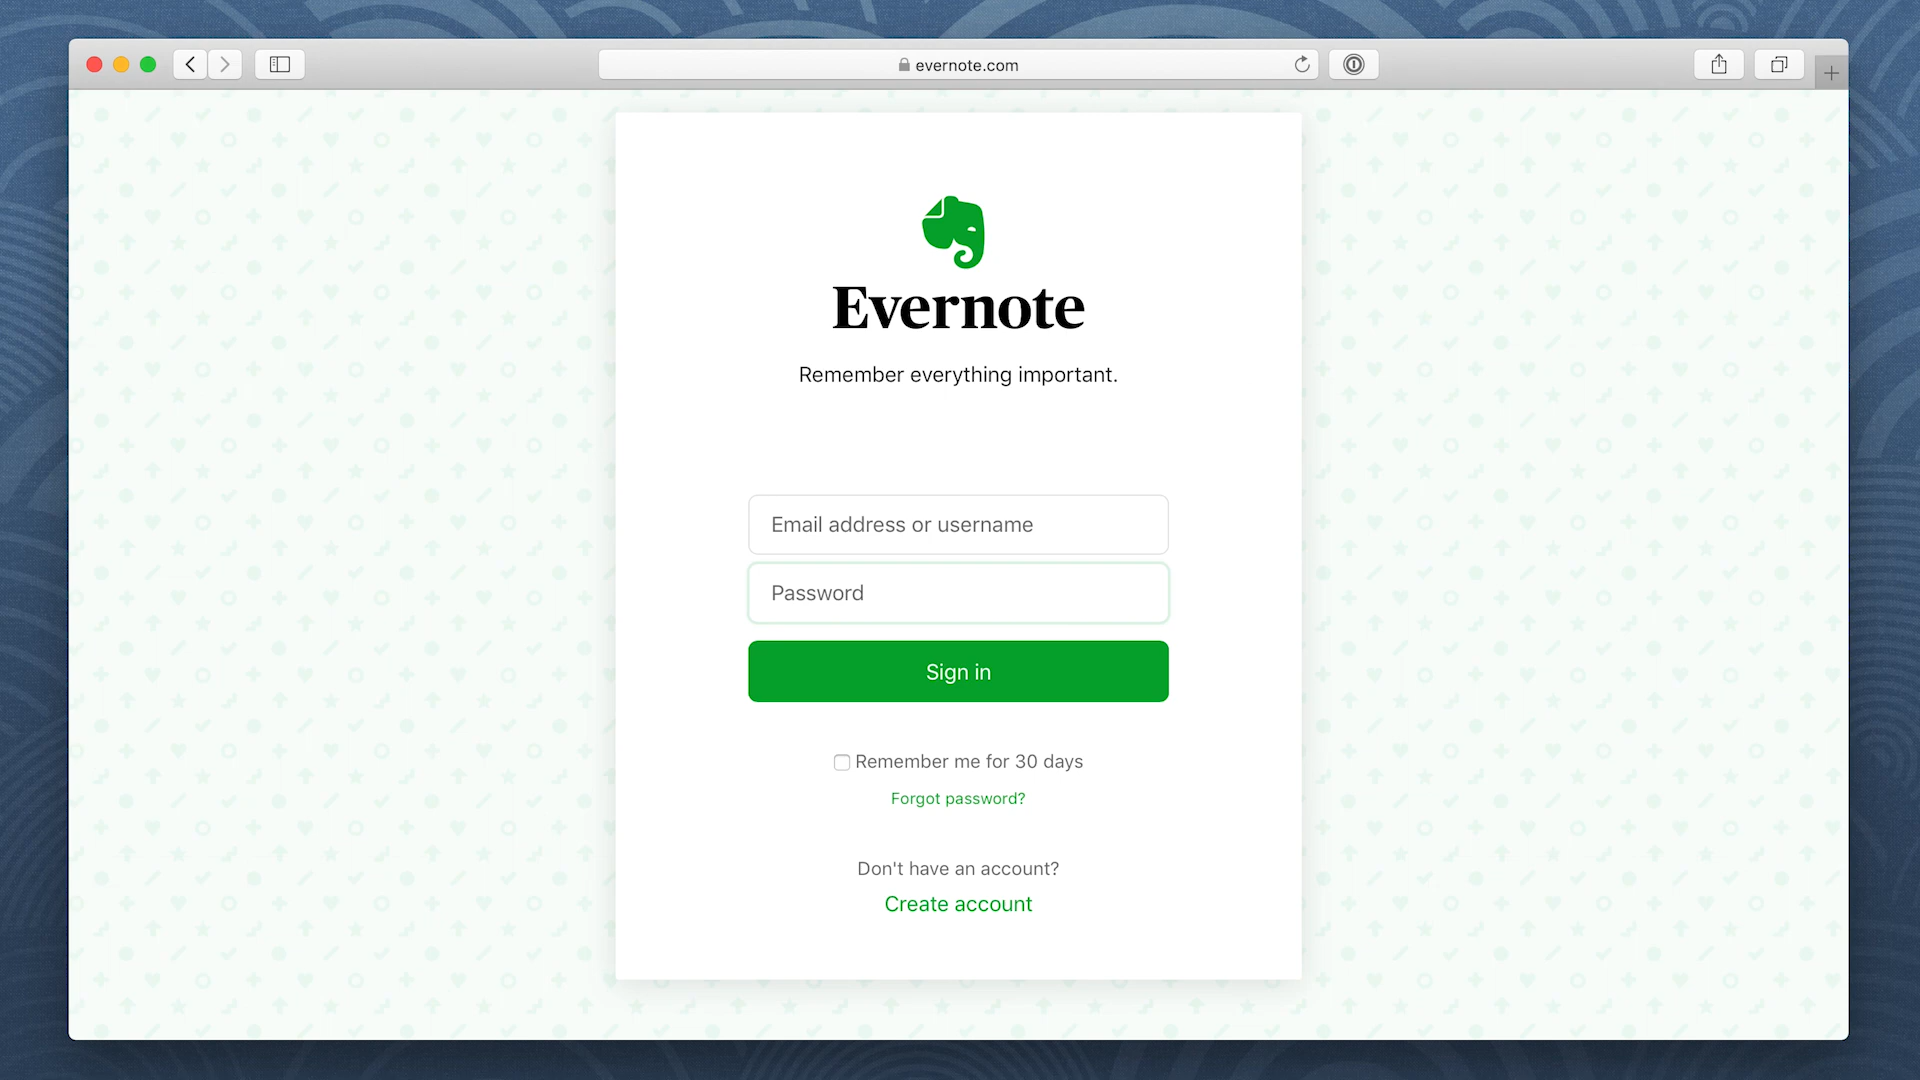 evernote.com
Evernote
Remember everything important.
Email address or username
Password
Sign in
Remember me for 30 days
Forgot password?
Don't have an account?
Create account